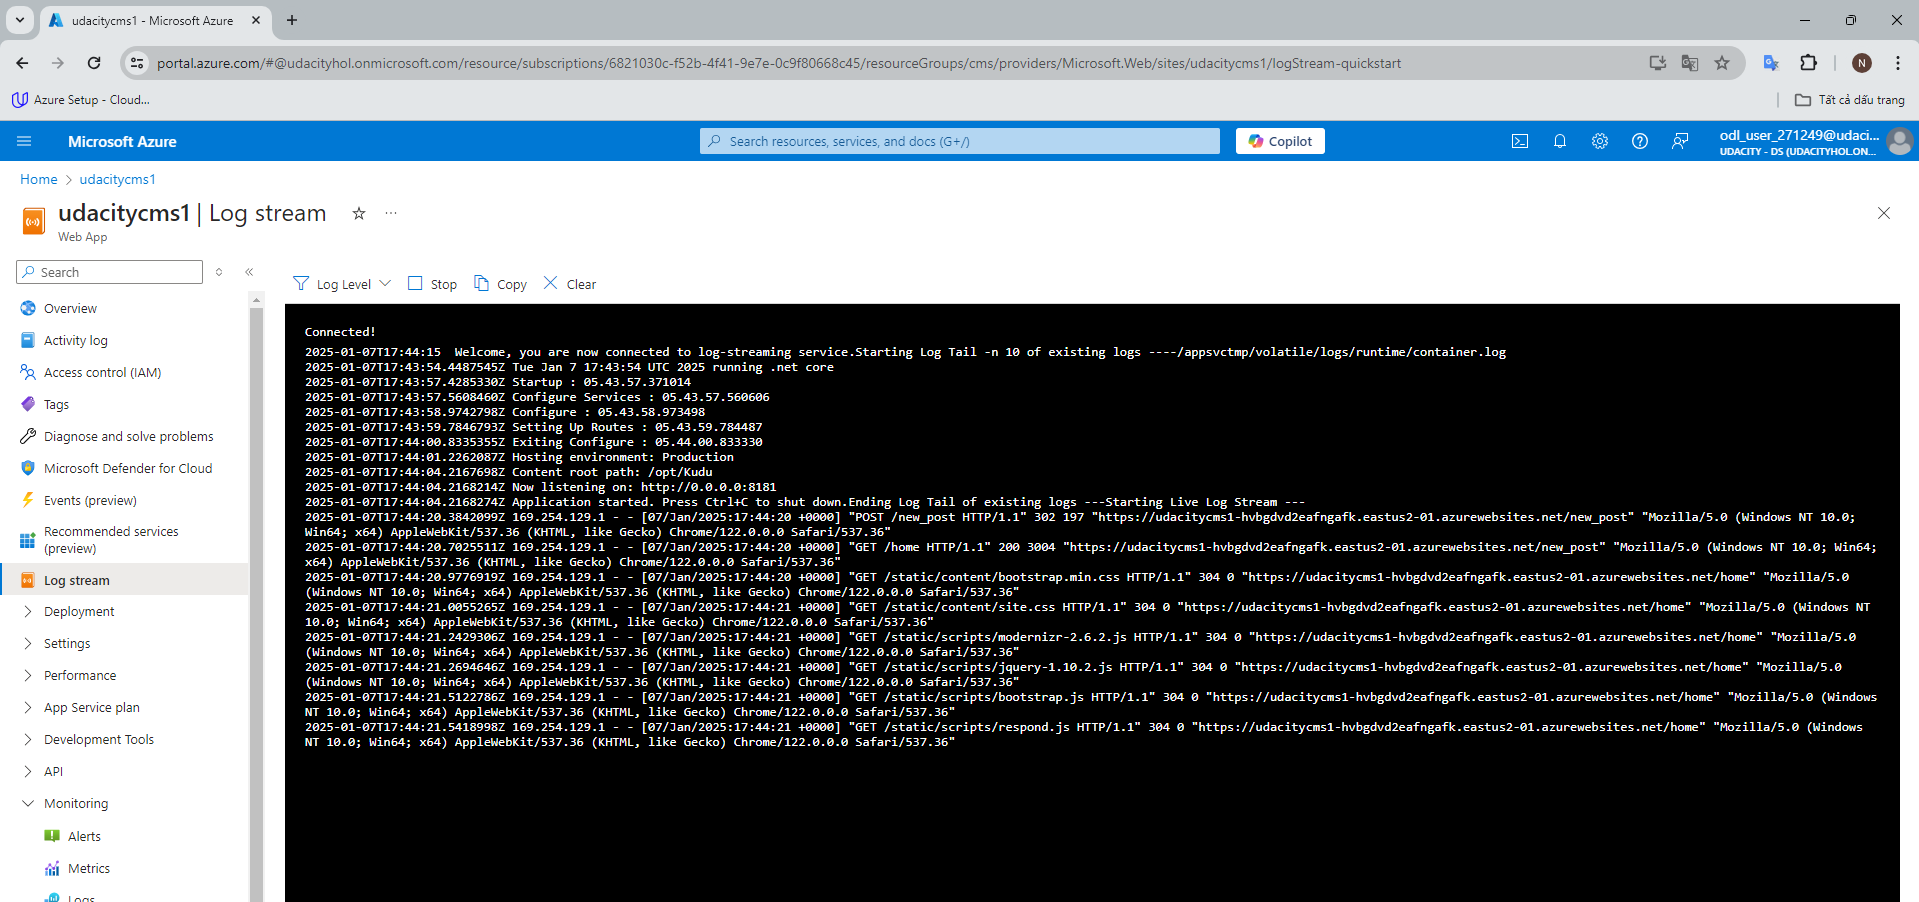 udacitycms1 - Microsoft Azure
portal.azure.com/#@udacityhol.onmicrosoft.com/resource/subscriptions/6821030c-f52b-4f41-9e7e-0c9f80668c45/resourceGroups/cms/providers/Microsoft.Web/sites/udacitycms1/logStream-quickstart
N
Azure Setup - Cloud...
Tất cả dấu trang
Microsoft Azure
Search resources, services, and docs (G+/)
Copilot
odl_user_271249@udaci...
UDACITY - DS (UDACITYHOL.ON...
Home > udacitycms1
udacitycms1 | Log stream
Web App
Search
Log Level
Stop
Copy
Clear
Overview
Activity log
Access control (IAM)
Tags
Diagnose and solve problems
Microsoft Defender for Cloud
Events (preview)
Recommended services
(preview)
Log stream
Deployment
Settings
Performance
App Service plan
Development Tools
API
Monitoring
Alerts
Metrics
Logs
Connected!
2025-01-07T17:44:15  Welcome, you are now connected to log-streaming service.Starting Log Tail -n 10 of existing logs ----/appsvctmp/volatile/logs/runtime/container.log
2025-01-07T17:43:54.4487545Z Tue Jan 7 17:43:54 UTC 2025 running .net core
2025-01-07T17:43:57.4285330Z Startup : 05.43.57.371014
2025-01-07T17:43:57.5608460Z Configure Services : 05.43.57.560606
2025-01-07T17:43:58.9742798Z Configure : 05.43.58.973498
2025-01-07T17:43:59.7846793Z Setting Up Routes : 05.43.59.784487
2025-01-07T17:44:00.8335355Z Exiting Configure : 05.44.00.833330
2025-01-07T17:44:01.2262087Z Hosting environment: Production
2025-01-07T17:44:04.2167698Z Content root path: /opt/Kudu
2025-01-07T17:44:04.2168214Z Now listening on: http://0.0.0.0:8181
2025-01-07T17:44:04.2168274Z Application started. Press Ctrl+C to shut down.Ending Log Tail of existing logs ---Starting Live Log Stream ---
2025-01-07T17:44:20.3842099Z 169.254.129.1 - - [07/Jan/2025:17:44:20 +0000] "POST /new_post HTTP/1.1" 302 197 "https://udacitycms1-hvbgdvd2eafngafk.eastus2-01.azurewebsites.net/new_post" "Mozilla/5.0 (Windows NT 10.0;
Win64; x64) AppleWebKit/537.36 (KHTML, like Gecko) Chrome/122.0.0.0 Safari/537.36"
2025-01-07T17:44:20.7025511Z 169.254.129.1 - - [07/Jan/2025:17:44:20 +0000] "GET /home HTTP/1.1" 200 3004 "https://udacitycms1-hvbgdvd2eafngafk.eastus2-01.azurewebsites.net/new_post" "Mozilla/5.0 (Windows NT 10.0; Win64;
x64) AppleWebKit/537.36 (KHTML, like Gecko) Chrome/122.0.0.0 Safari/537.36"
2025-01-07T17:44:20.9776919Z 169.254.129.1 - - [07/Jan/2025:17:44:20 +0000] "GET /static/content/bootstrap.min.css HTTP/1.1" 304 0 "https://udacitycms1-hvbgdvd2eafngafk.eastus2-01.azurewebsites.net/home" "Mozilla/5.0
(Windows NT 10.0; Win64; x64) AppleWebKit/537.36 (KHTML, like Gecko) Chrome/122.0.0.0 Safari/537.36"
2025-01-07T17:44:21.0055265Z 169.254.129.1 - - [07/Jan/2025:17:44:21 +0000] "GET /static/content/site.css HTTP/1.1" 304 0 "https://udacitycms1-hvbgdvd2eafngafk.eastus2-01.azurewebsites.net/home" "Mozilla/5.0 (Windows NT
10.0; Win64; x64) AppleWebKit/537.36 (KHTML, like Gecko) Chrome/122.0.0.0 Safari/537.36"
2025-01-07T17:44:21.2429306Z 169.254.129.1 - - [07/Jan/2025:17:44:21 +0000] "GET /static/scripts/modernizr-2.6.2.js HTTP/1.1" 304 0 "https://udacitycms1-hvbgdvd2eafngafk.eastus2-01.azurewebsites.net/home" "Mozilla/5.0
(Windows NT 10.0; Win64; x64) AppleWebKit/537.36 (KHTML, like Gecko) Chrome/122.0.0.0 Safari/537.36"
2025-01-07T17:44:21.2694646Z 169.254.129.1 - - [07/Jan/2025:17:44:21 +0000] "GET /static/scripts/jquery-1.10.2.js HTTP/1.1" 304 0 "https://udacitycms1-hvbgdvd2eafngafk.eastus2-01.azurewebsites.net/home" "Mozilla/5.0
(Windows NT 10.0; Win64; x64) AppleWebKit/537.36 (KHTML, like Gecko) Chrome/122.0.0.0 Safari/537.36"
2025-01-07T17:44:21.5122786Z 169.254.129.1 - - [07/Jan/2025:17:44:21 +0000] "GET /static/scripts/bootstrap.js HTTP/1.1" 304 0 "https://udacitycms1-hvbgdvd2eafngafk.eastus2-01.azurewebsites.net/home" "Mozilla/5.0 (Windows
NT 10.0; Win64; x64) AppleWebKit/537.36 (KHTML, like Gecko) Chrome/122.0.0.0 Safari/537.36"
2025-01-07T17:44:21.5418998Z 169.254.129.1 - - [07/Jan/2025:17:44:21 +0000] "GET /static/scripts/respond.js HTTP/1.1" 304 0 "https://udacitycms1-hvbgdvd2eafngafk.eastus2-01.azurewebsites.net/home" "Mozilla/5.0 (Windows
NT 10.0; Win64; x64) AppleWebKit/537.36 (KHTML, like Gecko) Chrome/122.0.0.0 Safari/537.36"